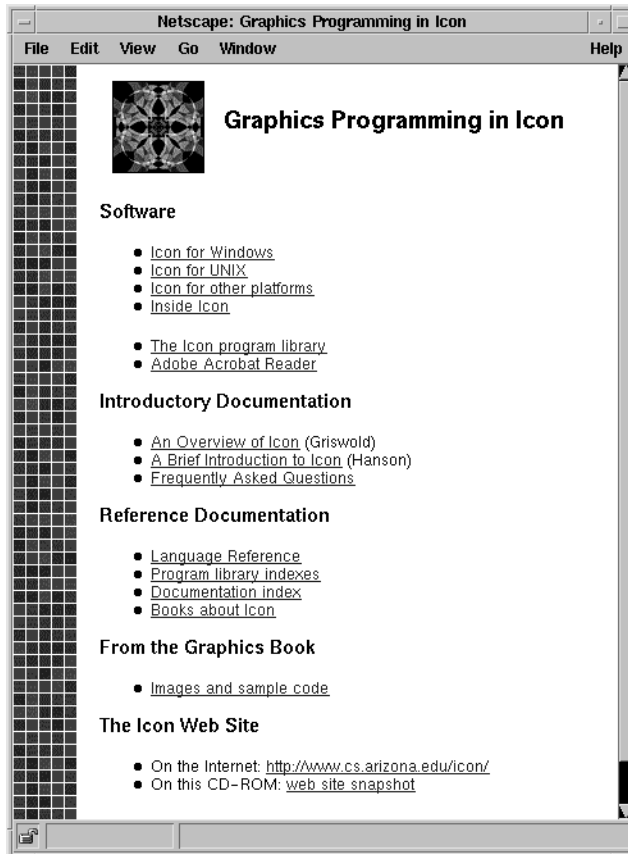 Netscape: Graphics Programming in Icon
File Edit View Go Window Help
Graphics Programming in Icon
Software
Icon for Windows
Icon for UNIX
Icon for other platforms
Inside Icon
The Icon program library
Adobe Acrobat Reader
Introductory Documentation
An Overview of Icon (Griswold)
A Brief Introduction to Icon (Hanson)
Frequently Asked Questions
Reference Documentation
Language Reference
Program library indexes
Documentation index
Books about Icon
From the Graphics Book
Images and sample code
The Icon Web Site
On the Internet: http://www.cs.arizona.edu/icon/
On this CD-ROM: web site snapshot